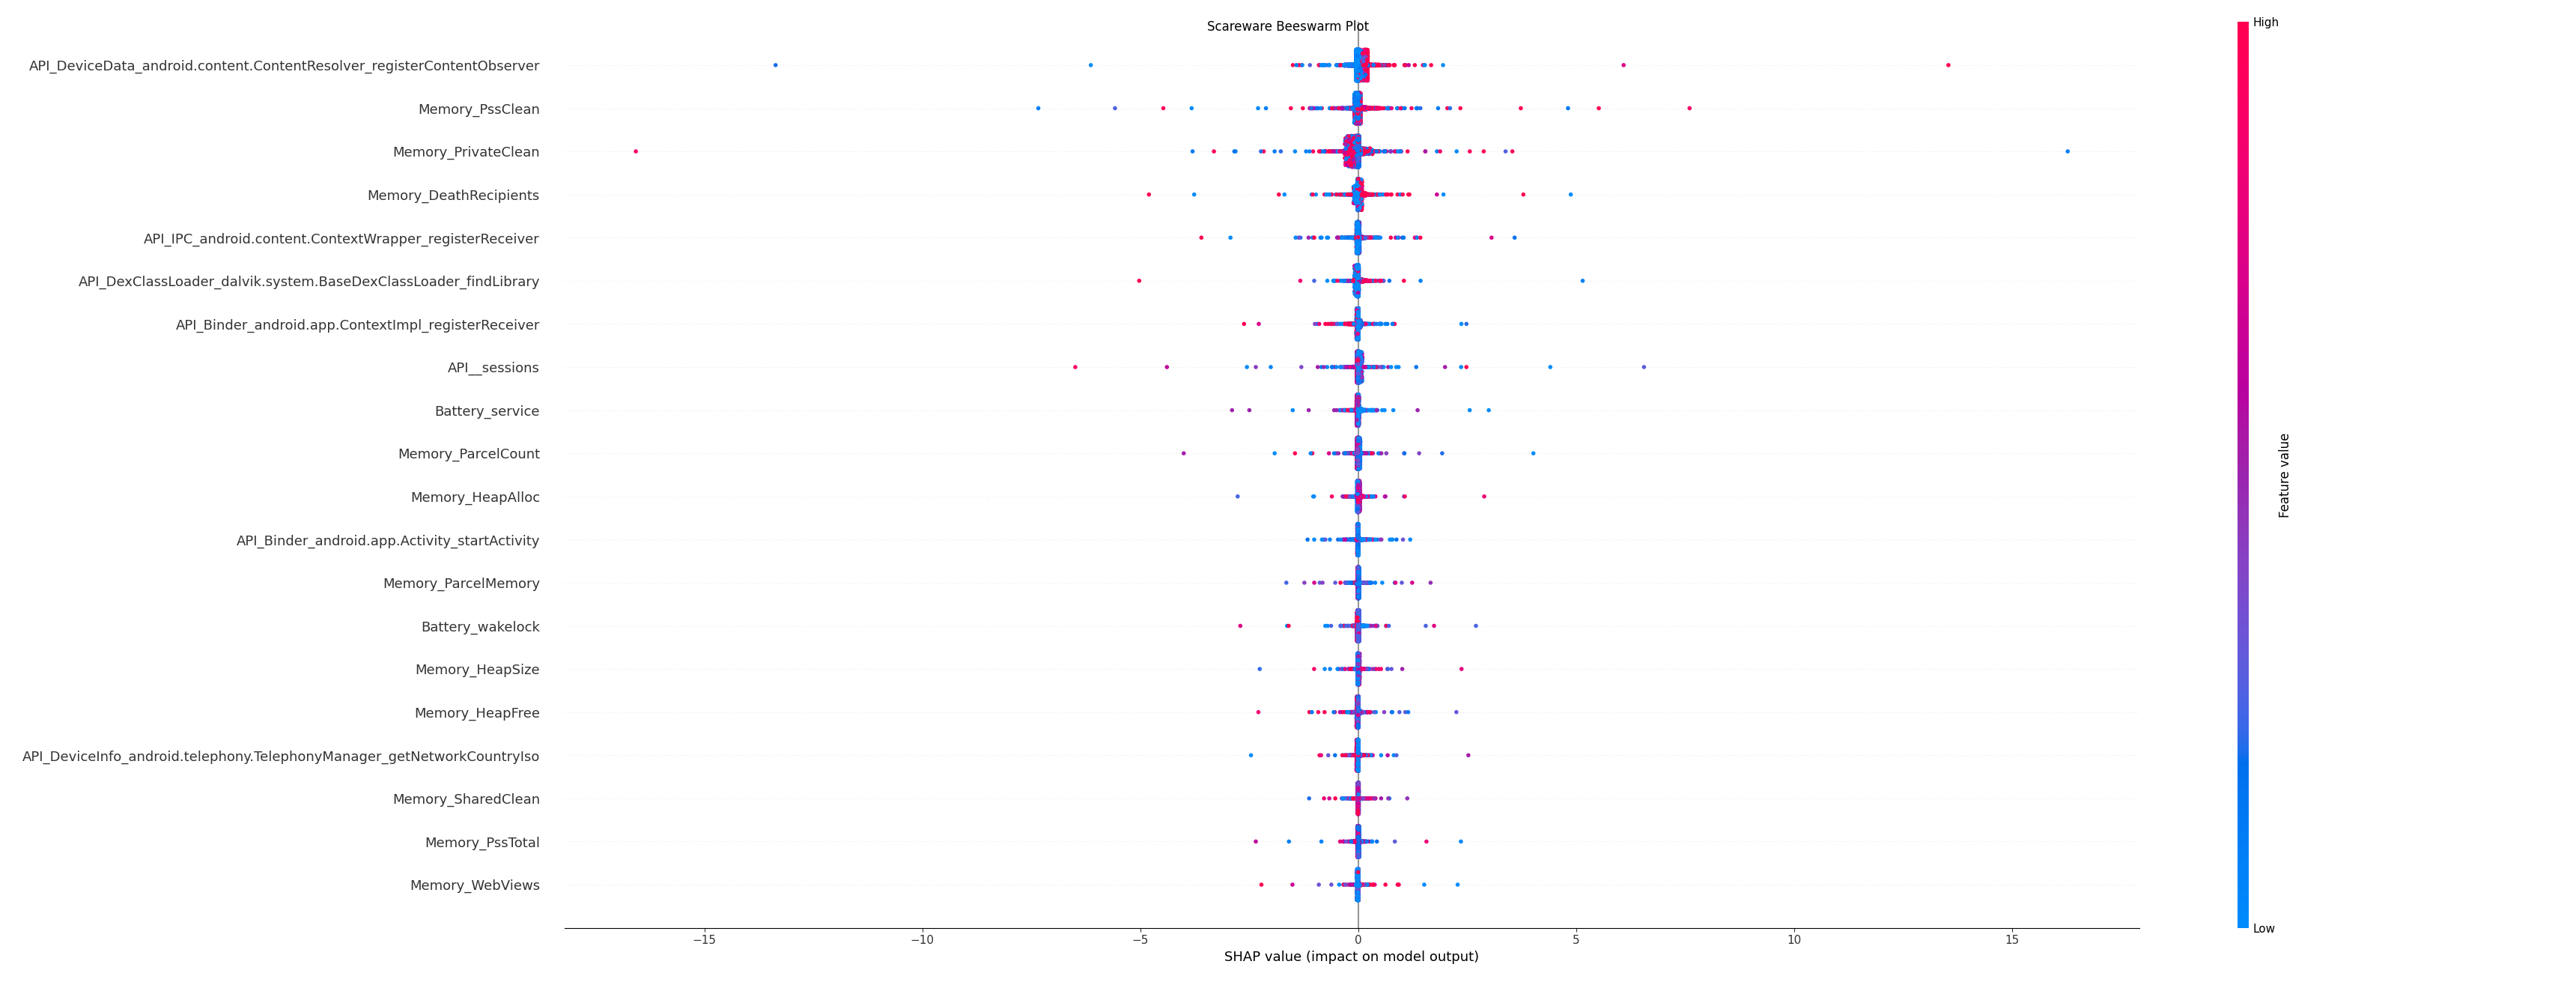 Scareware Beeswarm Plot
High
API_DeviceData_android.content.ContentResolver_registerContentObserver
Memory_PssClean
Memory_PrivateClean
Memory_DeathRecipients
API_IPC_android.content.ContextWrapper_registerReceiver
API_DexClassLoader_dalvik.system.BaseDexClassLoader_findLibrary
API_Binder_android.app.ContextImpl_registerReceiver
API__sessions
Battery_service
Memory_ParcelCount
Memory_HeapAlloc
API_Binder_android.app.Activity_startActivity
Memory_ParcelMemory
Battery_wakelock
Memory_HeapSize
Memory_HeapFree
API_DeviceInfo_android.telephony.TelephonyManager_getNetworkCountryIso
Memory_SharedClean
Memory_PssTotal
Memory_WebViews
Feature value
Low
−15 −10 −5 0 5 10 15
SHAP value (impact on model output)